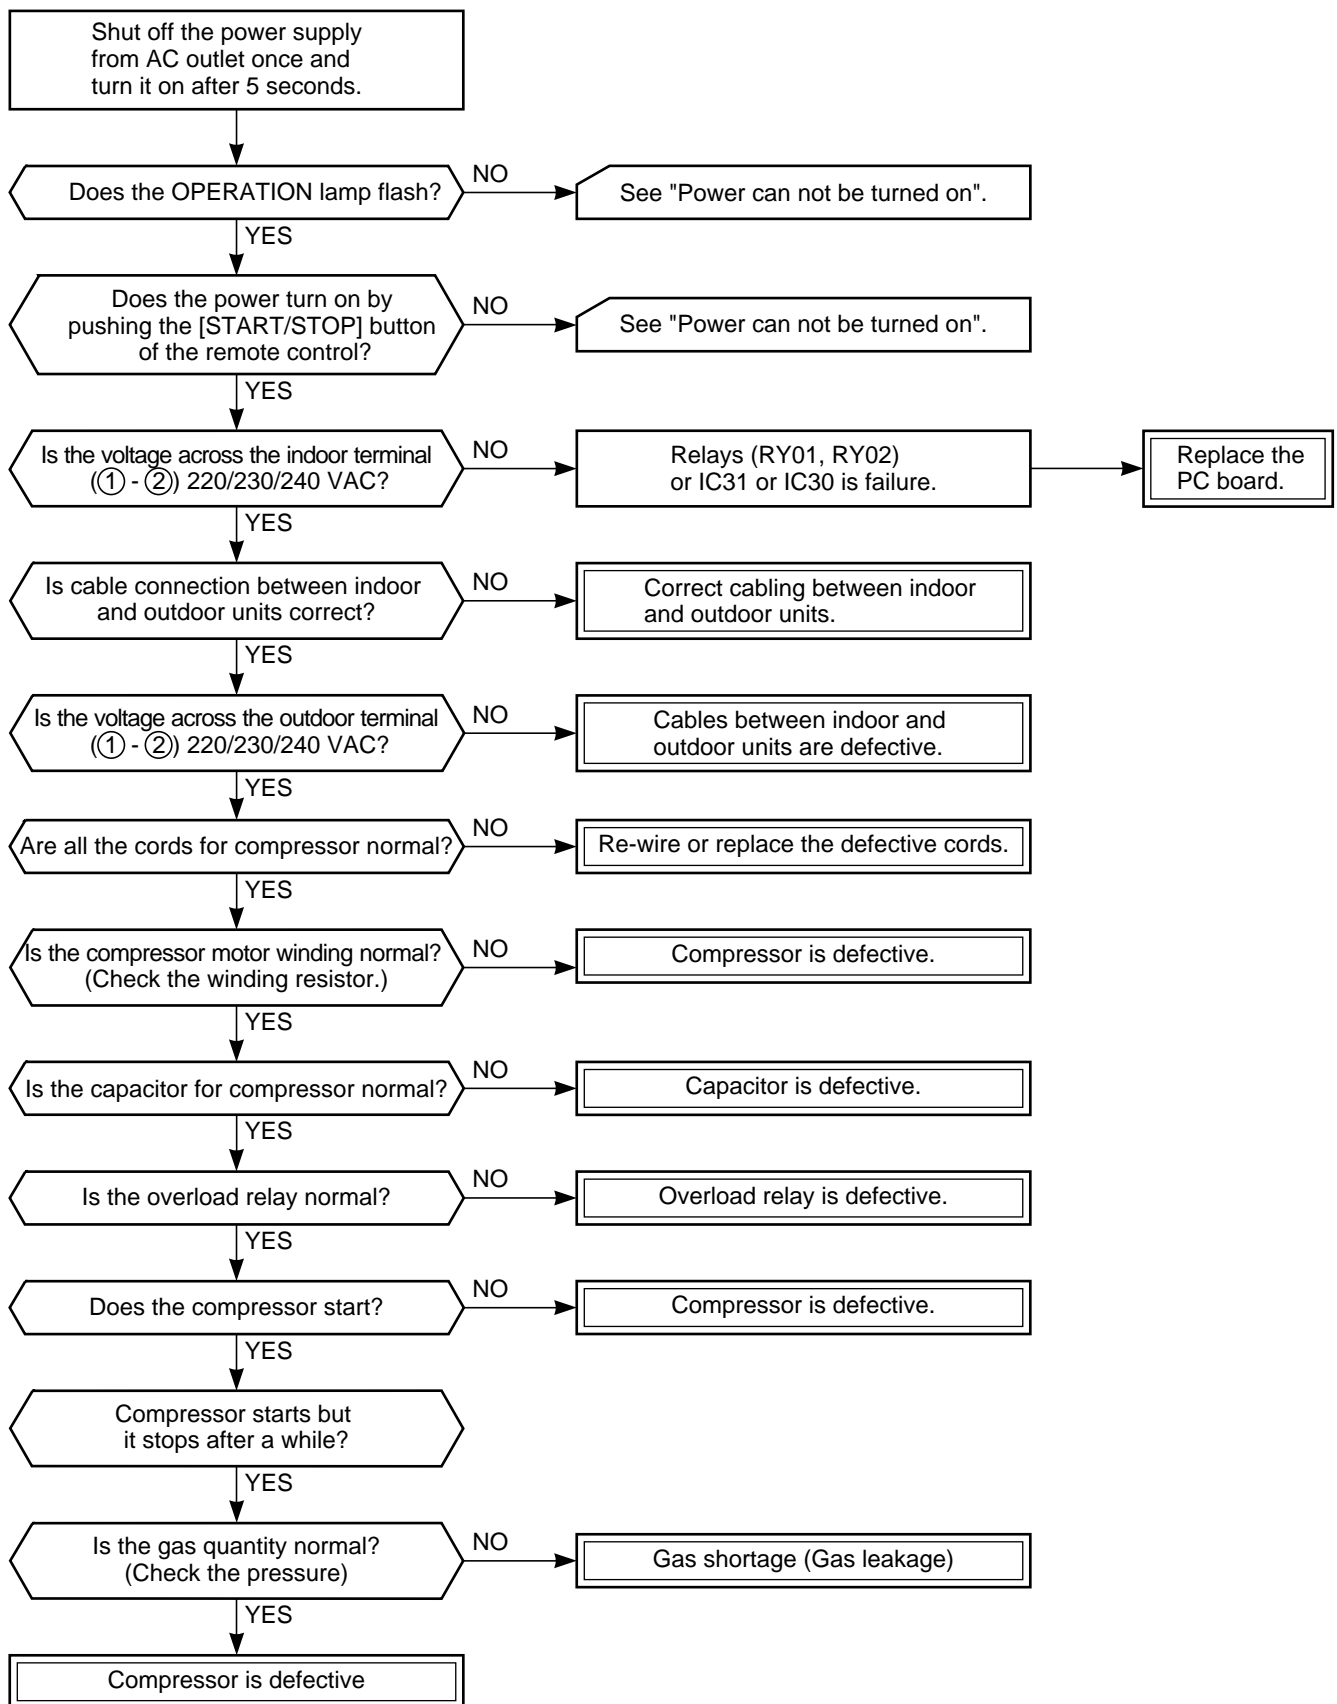 Shut off the power supply
from AC outlet once and
turn it on after 5 seconds.
Does the OPERATION lamp flash?
NO
See "Power can not be turned on".
YES
Does the power turn on by
pushing the [START/STOP] button
of the remote control?
NO
See "Power can not be turned on".
YES
Is the voltage across the indoor terminal
(① - ②) 220/230/240 VAC?
NO
Relays (RY01, RY02)
or IC31 or IC30 is failure.
Replace the
PC board.
YES
Is cable connection between indoor
and outdoor units correct?
NO
Correct cabling between indoor
and outdoor units.
YES
Is the voltage across the outdoor terminal
(① - ②) 220/230/240 VAC?
NO
Cables between indoor and
outdoor units are defective.
YES
Are all the cords for compressor normal?
NO
Re-wire or replace the defective cords.
YES
Is the compressor motor winding normal?
(Check the winding resistor.)
NO
Compressor is defective.
YES
Is the capacitor for compressor normal?
NO
Capacitor is defective.
YES
Is the overload relay normal?
NO
Overload relay is defective.
YES
Does the compressor start?
NO
Compressor is defective.
YES
Compressor starts but
it stops after a while?
YES
Is the gas quantity normal?
(Check the pressure)
NO
Gas shortage (Gas leakage)
YES
Compressor is defective